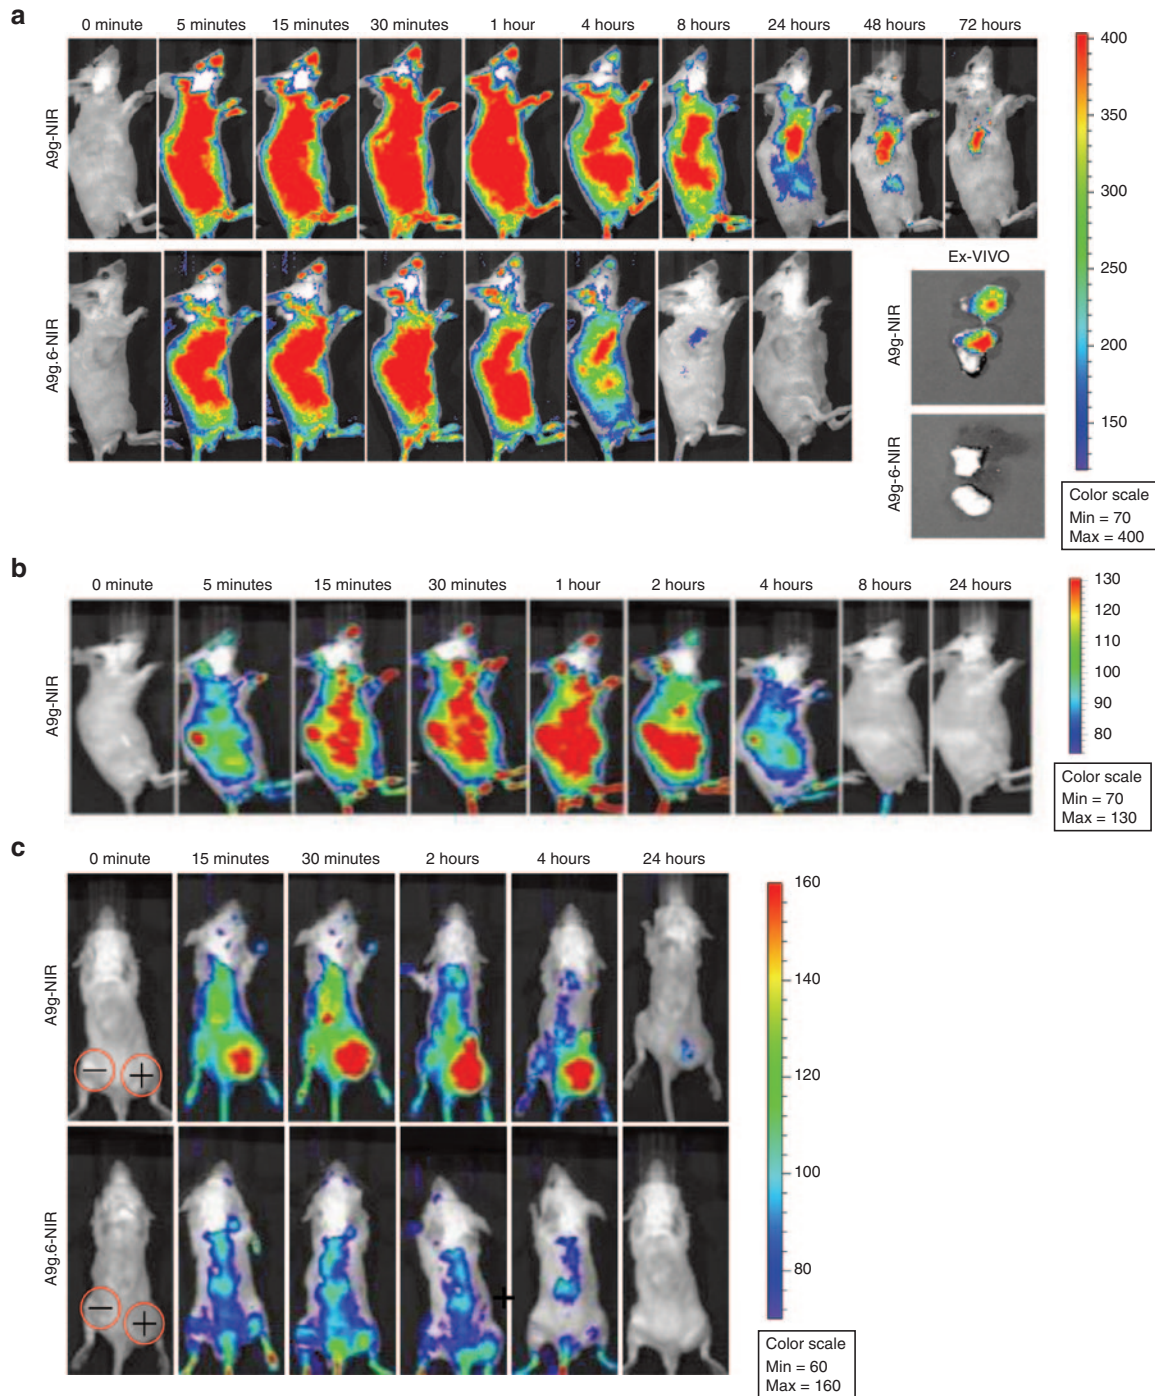 a
0 minute 5 minutes 15 minutes 30 minutes 1 hour 4 hours 8 hours 24 hours 48 hours 72 hours
A9g-NIR
400
350
300
250
200
150
A9g.6-NIR
Ex-VIVO
A9g-NIR
A9g-6-NIR
Color scale
Min = 70
Max = 400
b
0 minute 5 minutes 15 minutes 30 minutes 1 hour 2 hours 4 hours 8 hours 24 hours
A9g-NIR
130
120
110
100
90
80
Color scale
Min = 70
Max = 130
c
0 minute 15 minutes 30 minutes 2 hours 4 hours 24 hours
A9g-NIR
− +
160
140
120
100
80
A9g.6-NIR
− +
+
Color scale
Min = 60
Max = 160